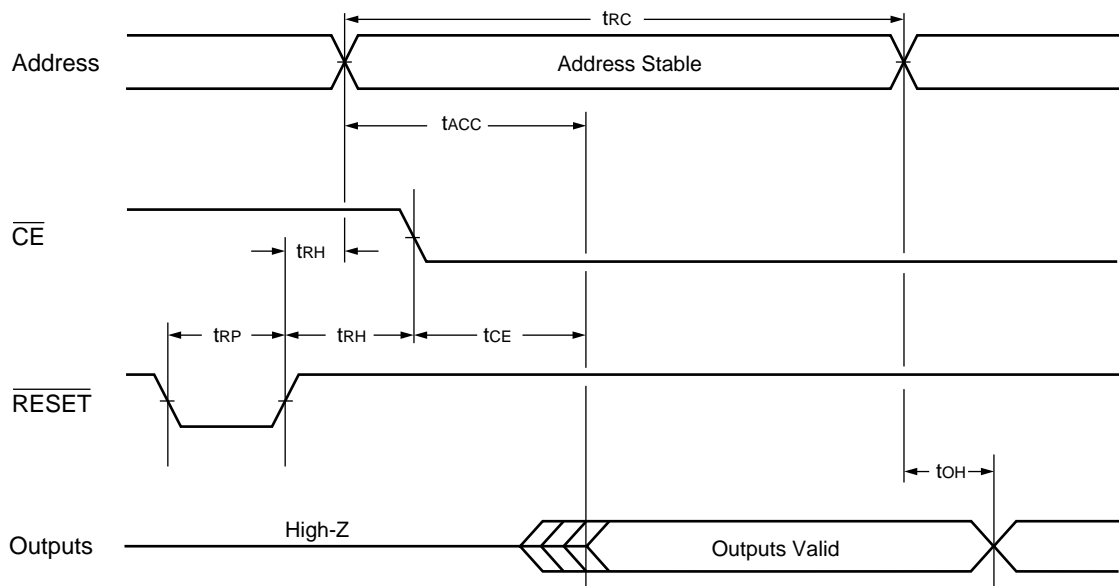 tRC
Address
Address Stable
tACC
CE
tRH
tRP
tRH
tCE
RESET
tOH
High-Z
Outputs
Outputs Valid